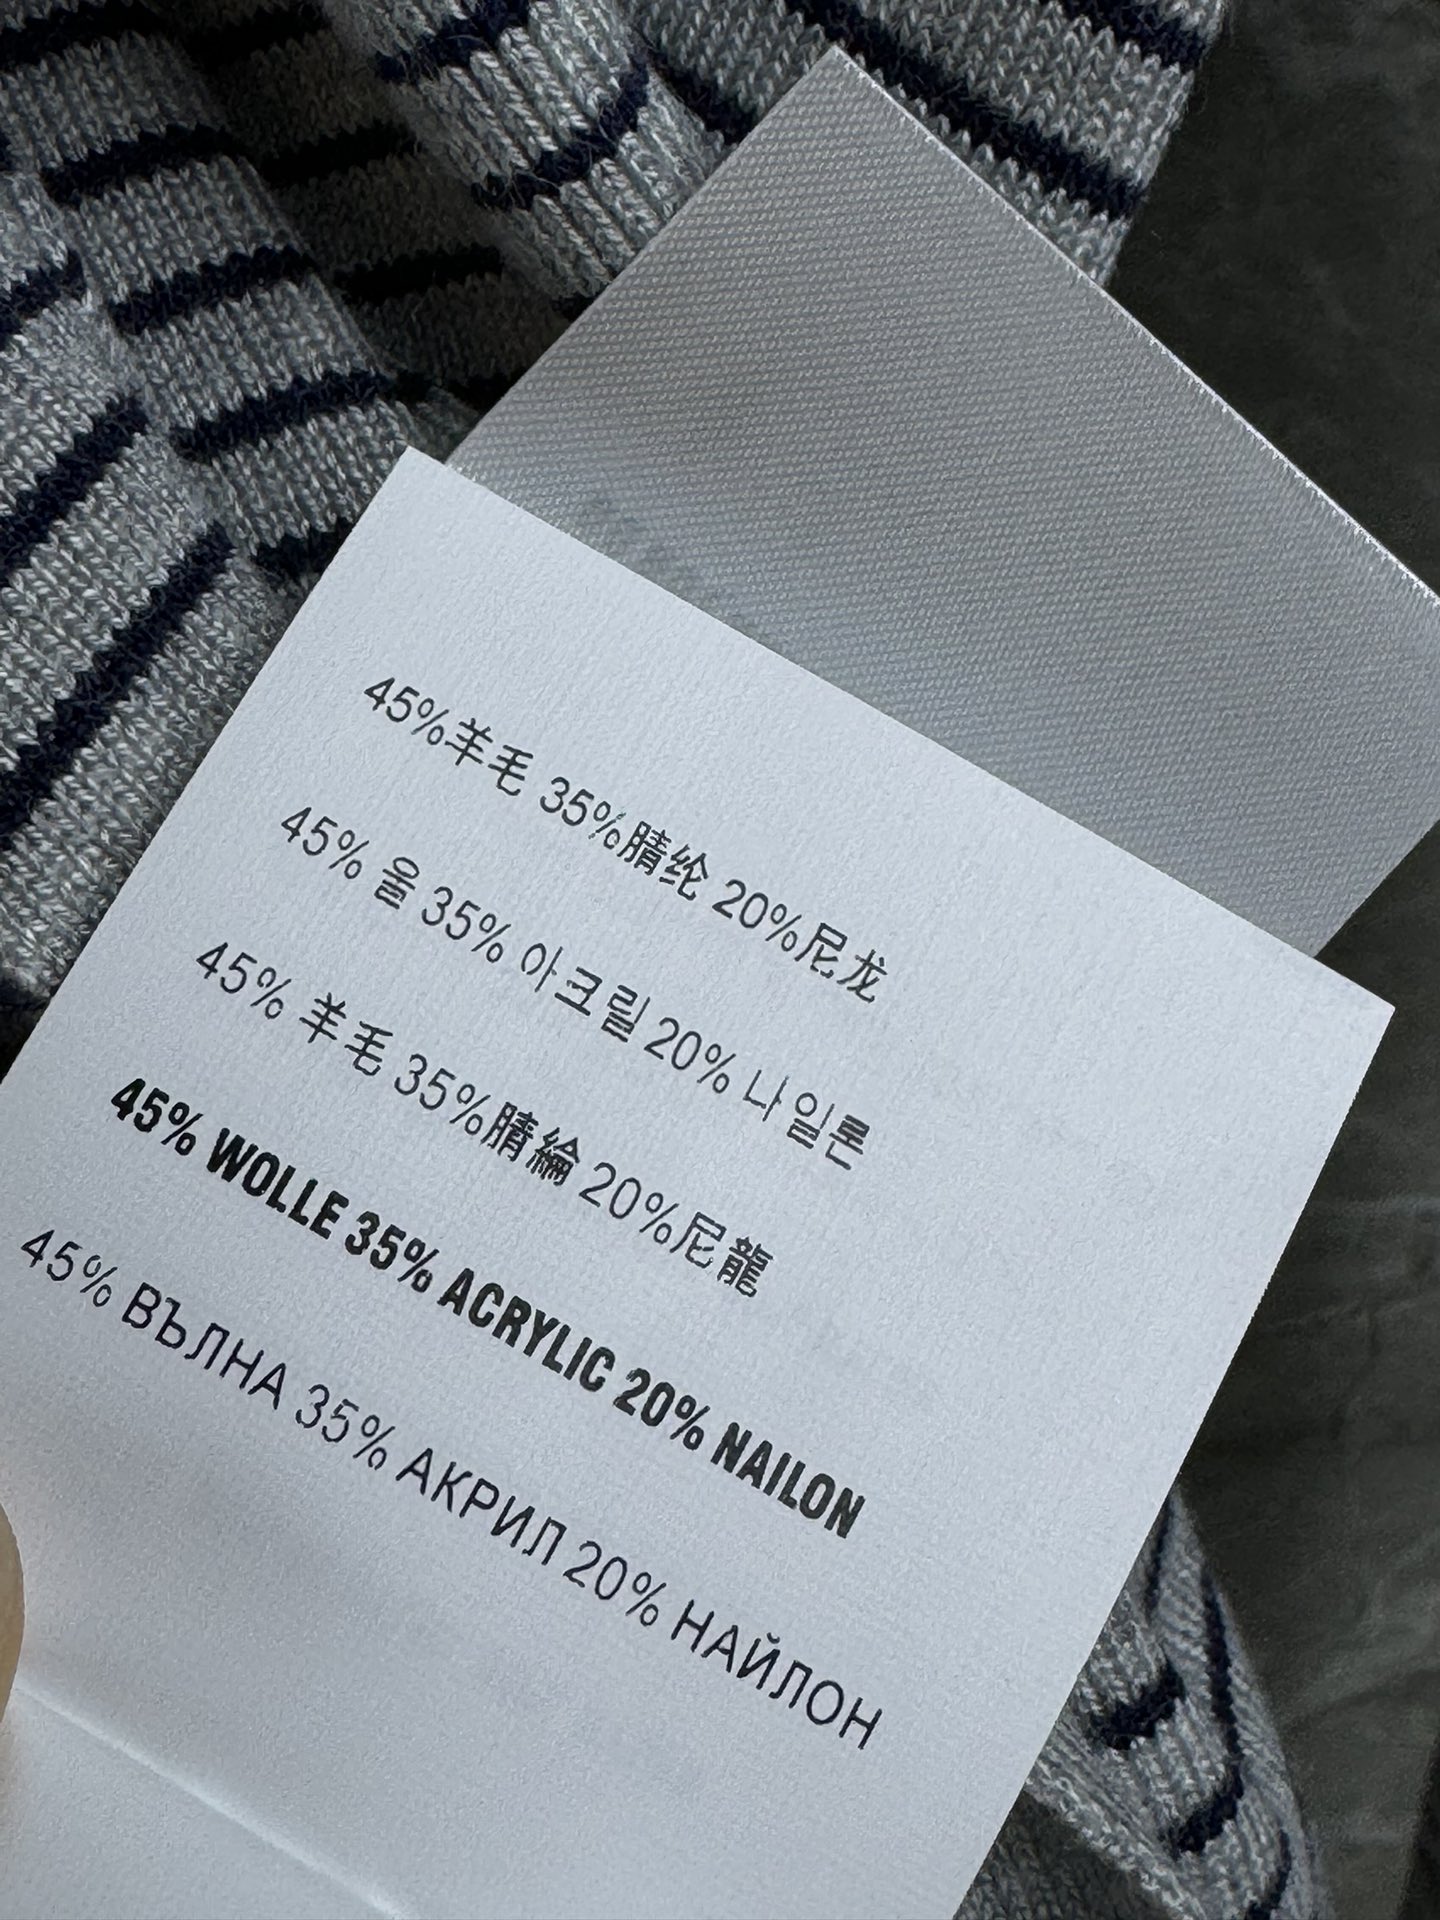 45%羊毛 35%腈纶 20%尼龙
45% 울 35% 아크릴 20% 나일론
45% 羊毛 35%腈綸 20%尼龍
45% WOLLE 35% ACRYLIC 20% NAILON
45% ВЪЛНА 35% АКРИЛ 20% НАЙЛОН